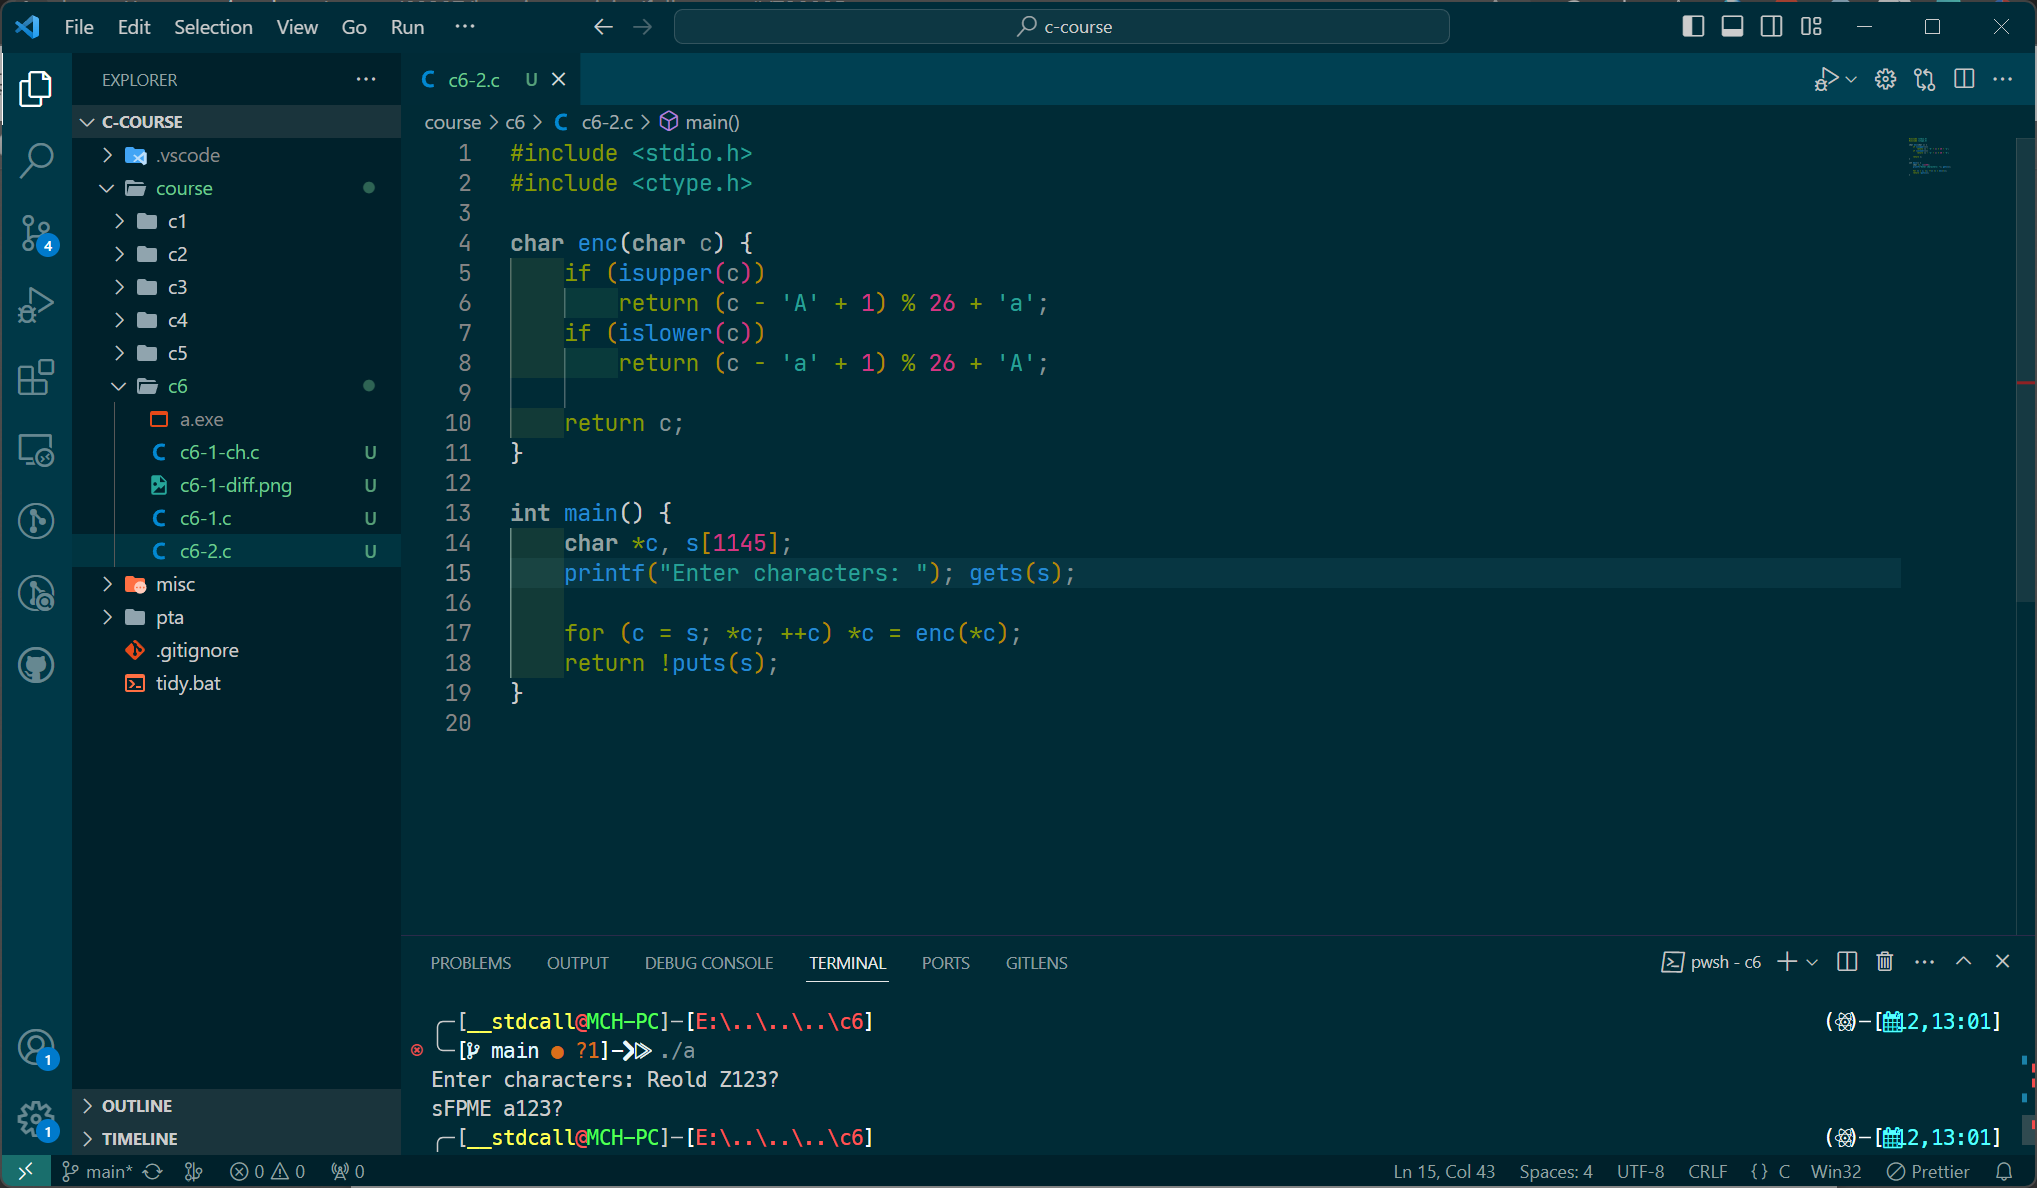 File Edit Selection View Go Run ···
c-course
EXPLORER ···
C-COURSE
.vscode
course
c1
c2
c3
c4
c5
c6
a.exe
c6-1-ch.c U
c6-1-diff.png U
c6-1.c U
c6-2.c U
misc
pta
.gitignore
tidy.bat
OUTLINE
TIMELINE
4
1
1
C c6-2.c U
course > c6 > C c6-2.c > main()
1 #include <stdio.h>
2 #include <ctype.h>
3
4 char enc(char c) {
5     if (isupper(c))
6         return (c - 'A' + 1) % 26 + 'a';
7     if (islower(c))
8         return (c - 'a' + 1) % 26 + 'A';
9
10     return c;
11 }
12
13 int main() {
14     char *c, s[1145];
15     printf("Enter characters: "); gets(s);
16
17     for (c = s; *c; ++c) *c = enc(*c);
18     return !puts(s);
19 }
20
PROBLEMS OUTPUT DEBUG CONSOLE TERMINAL PORTS GITLENS
pwsh - c6
┌─[__stdcall@MCH-PC]-[E:\..\..\..\c6] (-[12,13:01]
└─[main ● ?1]- ./a
Enter characters: Reold Z123?
sFPME a123?
┌─[__stdcall@MCH-PC]-[E:\..\..\..\c6] (-[12,13:01]
main* 0 0 0 Ln 15, Col 43 Spaces: 4 UTF-8 CRLF {} C Win32 Prettier